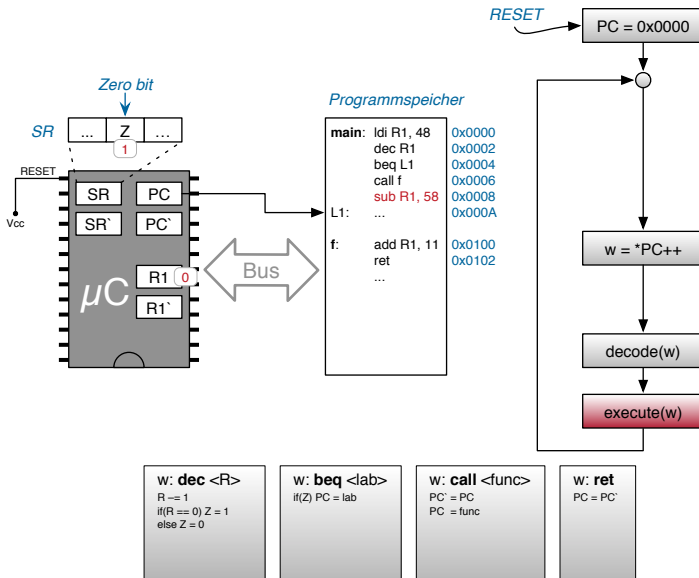 RESET
PC = 0x0000
Zero bit
Programmspeicher
SR
... Z ...
1
main: ldi R1, 48 0x0000
dec R1 0x0002
beq L1 0x0004
call f 0x0006
sub R1, 58 0x0008
L1: ... 0x000A
f: add R1, 11 0x0100
ret 0x0102
...
RESET
Vcc
SR PC
SR` PC`
R1 0
R1`
µC
Bus
w = *PC++
decode(w)
execute(w)
w: dec <R>
R -= 1
if(R == 0) Z = 1
else Z = 0
w: beq <lab>
if(Z) PC = lab
w: call <func>
PC` = PC
PC = func
w: ret
PC = PC`